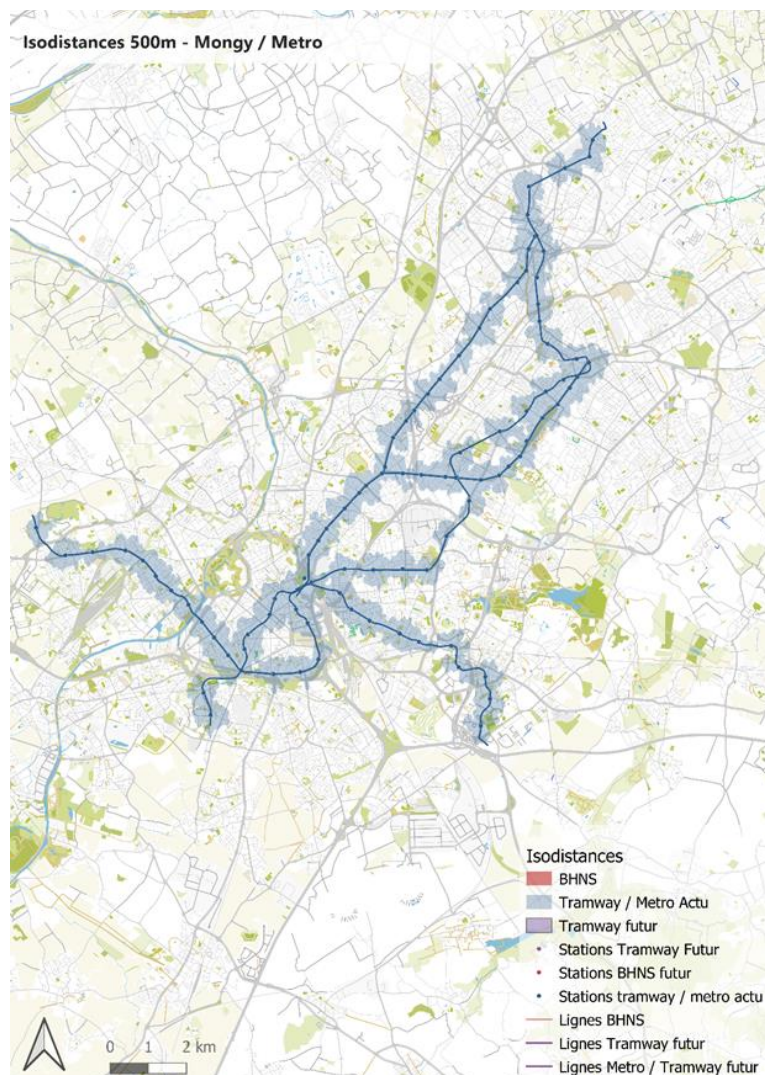 Isodistances 500m - Mongy / Metro
Isodistances
BHNS
Tramway / Metro Actu
Tramway futur
Stations Tramway Futur
Stations BHNS futur
Stations tramway / metro actu
Lignes BHNS
Lignes Tramway futur
Lignes Metro / Tramway futur
0 1 2 km